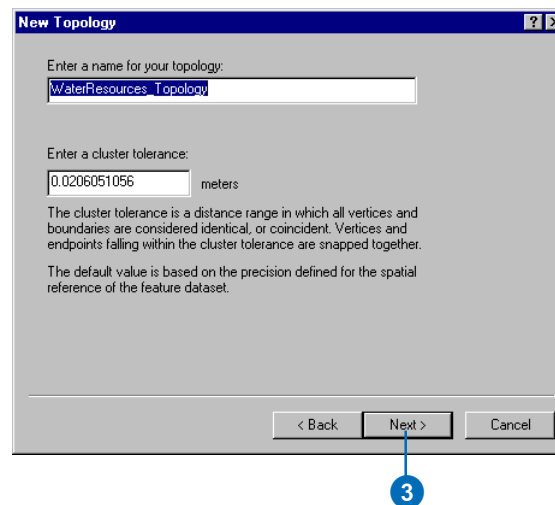 New Topology
Enter a name for your topology:
WaterResources_Topology
Enter a cluster tolerance:
0.0206051056 meters
The cluster tolerance is a distance range in which all vertices and
boundaries are considered identical, or coincident. Vertices and
endpoints falling within the cluster tolerance are snapped together.
The default value is based on the precision defined for the spatial
reference of the feature dataset.
< Back Next > Cancel
3